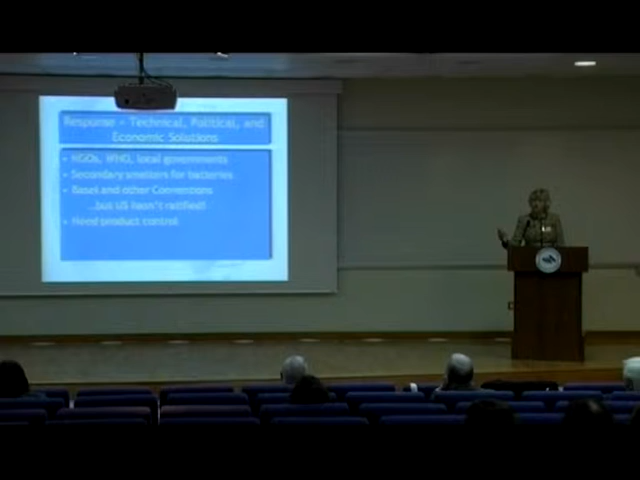 Response – Technical, Political, and
Economic Solutions
• NGOs, WHO, local governments
• Secondary smelters for batteries
• Basel and other Conventions
...but US hasn't ratified!
• Need product control